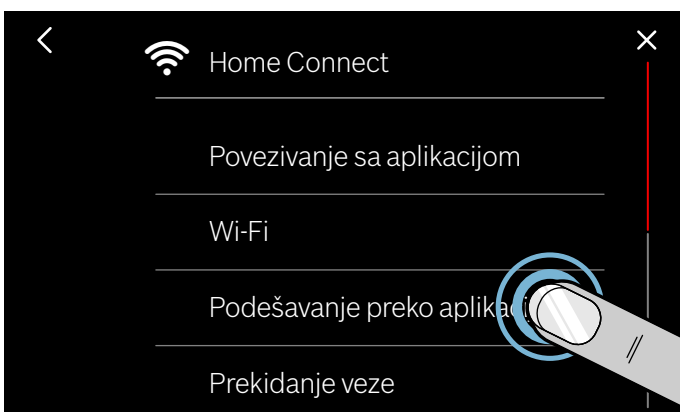 Home Connect
Povezivanje sa aplikacijom
Wi-Fi
Podešavanje preko
Prekidanje veze